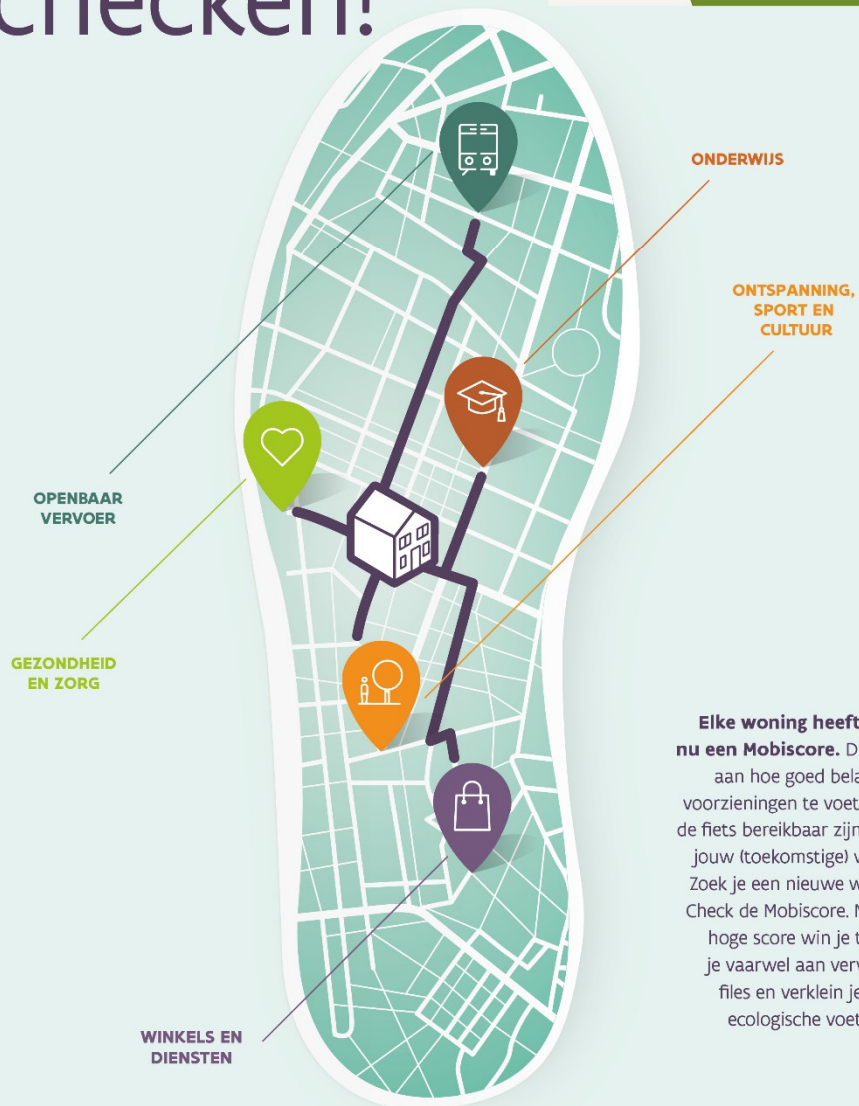 checken!
ONDERWIJS
ONTSPANNING,
SPORT EN
CULTUUR
OPENBAAR
VERVOER
GEZONDHEID
EN ZORG
Elke woning heeft
nu een Mobiscore.
aan hoe goed
voorzieningen te voet
de fiets bereikbaar zijn
jouw (toekomstige)
Zoek je een nieuwe
Check de Mobiscore.
hoge score win je
je vaarwel aan
files en verklein je
ecologische
WINKELS EN
DIENSTEN